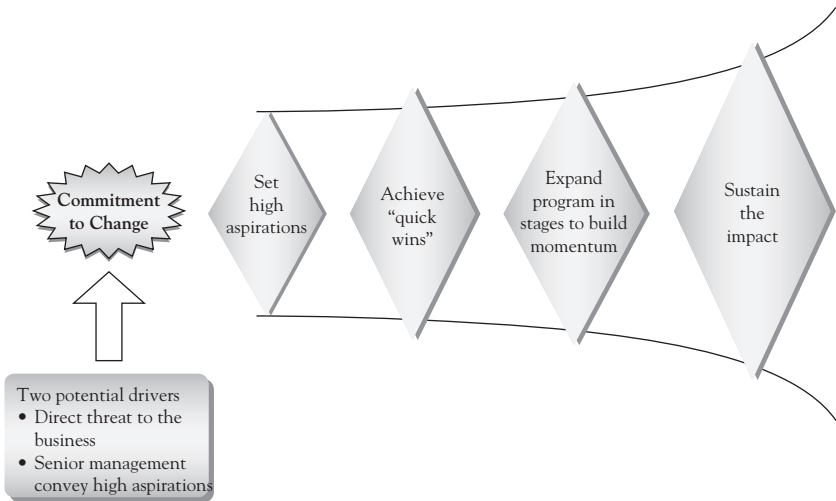 Commitment
to Change
Set
high
aspirations
Achieve
“quick
wins”
Expand
program in
stages to build
momentum
Sustain
the
impact
Two potential drivers
• Direct threat to the
business
• Senior management
convey high aspirations